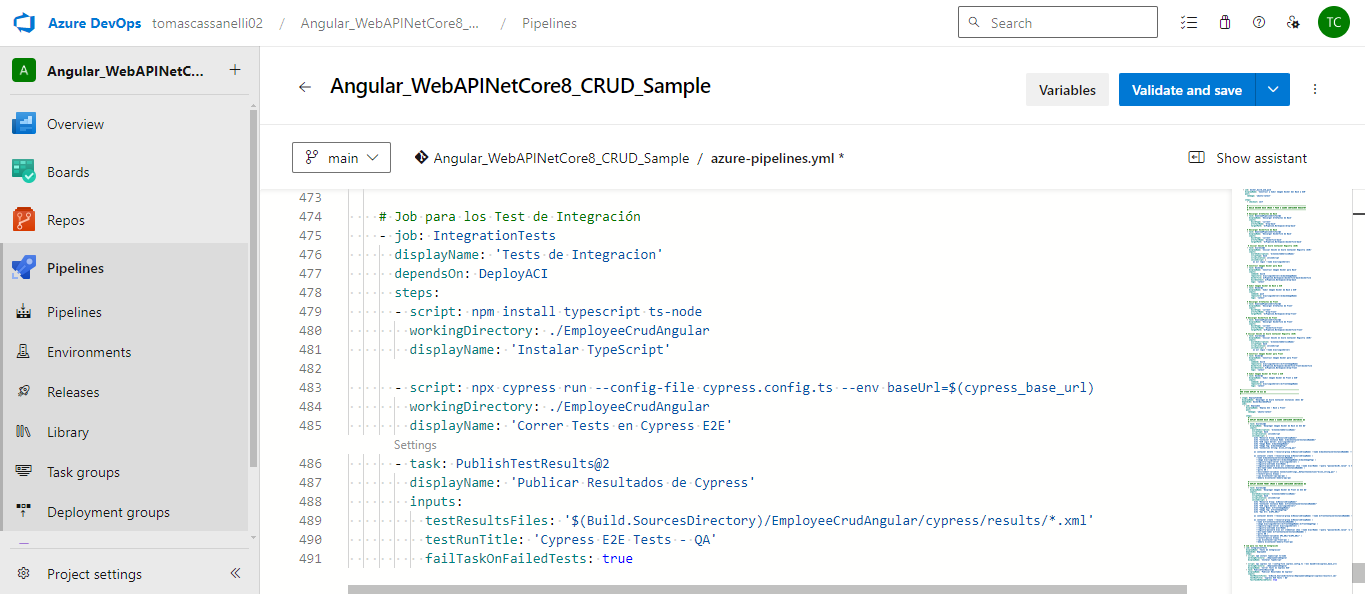 Azure DevOps tomascassanelli02 / Angular_WebAPINetCore8_... / Pipelines Search TC
A Angular_WebAPINetC... +
Overview
Boards
Repos
Pipelines
Pipelines
Environments
Releases
Library
Task groups
Deployment groups
Project settings
Angular_WebAPINetCore8_CRUD_Sample Variables Validate and save
main Angular_WebAPINetCore8_CRUD_Sample / azure-pipelines.yml * Show assistant
473
474 # Job para los Test de Integración
475 - job: IntegrationTests
476 displayName: 'Tests de Integracion'
477 dependsOn: DeployACI
478 steps:
479 - script: npm install typescript ts-node
480 workingDirectory: ./EmployeeCrudAngular
481 displayName: 'Instalar TypeScript'
482
483 - script: npx cypress run --config-file cypress.config.ts --env baseUrl=$(cypress_base_url)
484 workingDirectory: ./EmployeeCrudAngular
485 displayName: 'Correr Tests en Cypress E2E'
Settings
486 - task: PublishTestResults@2
487 displayName: 'Publicar Resultados de Cypress'
488 inputs:
489 testResultsFiles: '$(Build.SourcesDirectory)/EmployeeCrudAngular/cypress/results/*.xml'
490 testRunTitle: 'Cypress E2E Tests - QA'
491 failTaskOnFailedTests: true